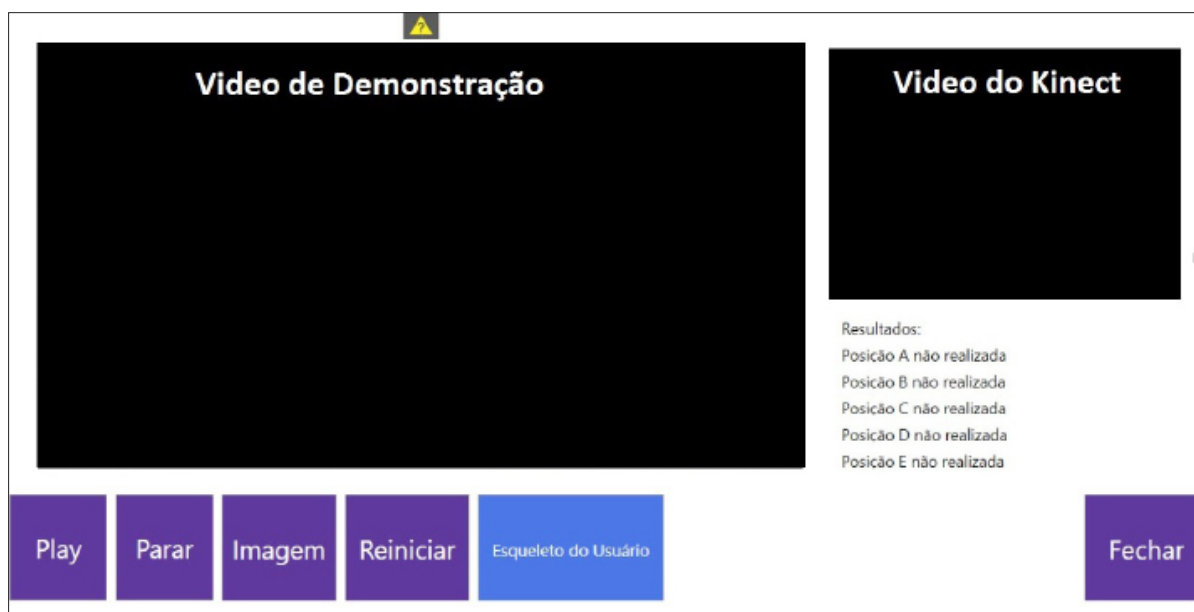 ?
Video de Demonstração
Video do Kinect
Resultados:
Posicão A não realizada
Posicão B não realizada
Posicão C não realizada
Posicão D não realizada
Posicão E não realizada
Play
Parar
Imagem
Reiniciar
Esqueleto do Usuário
Fechar